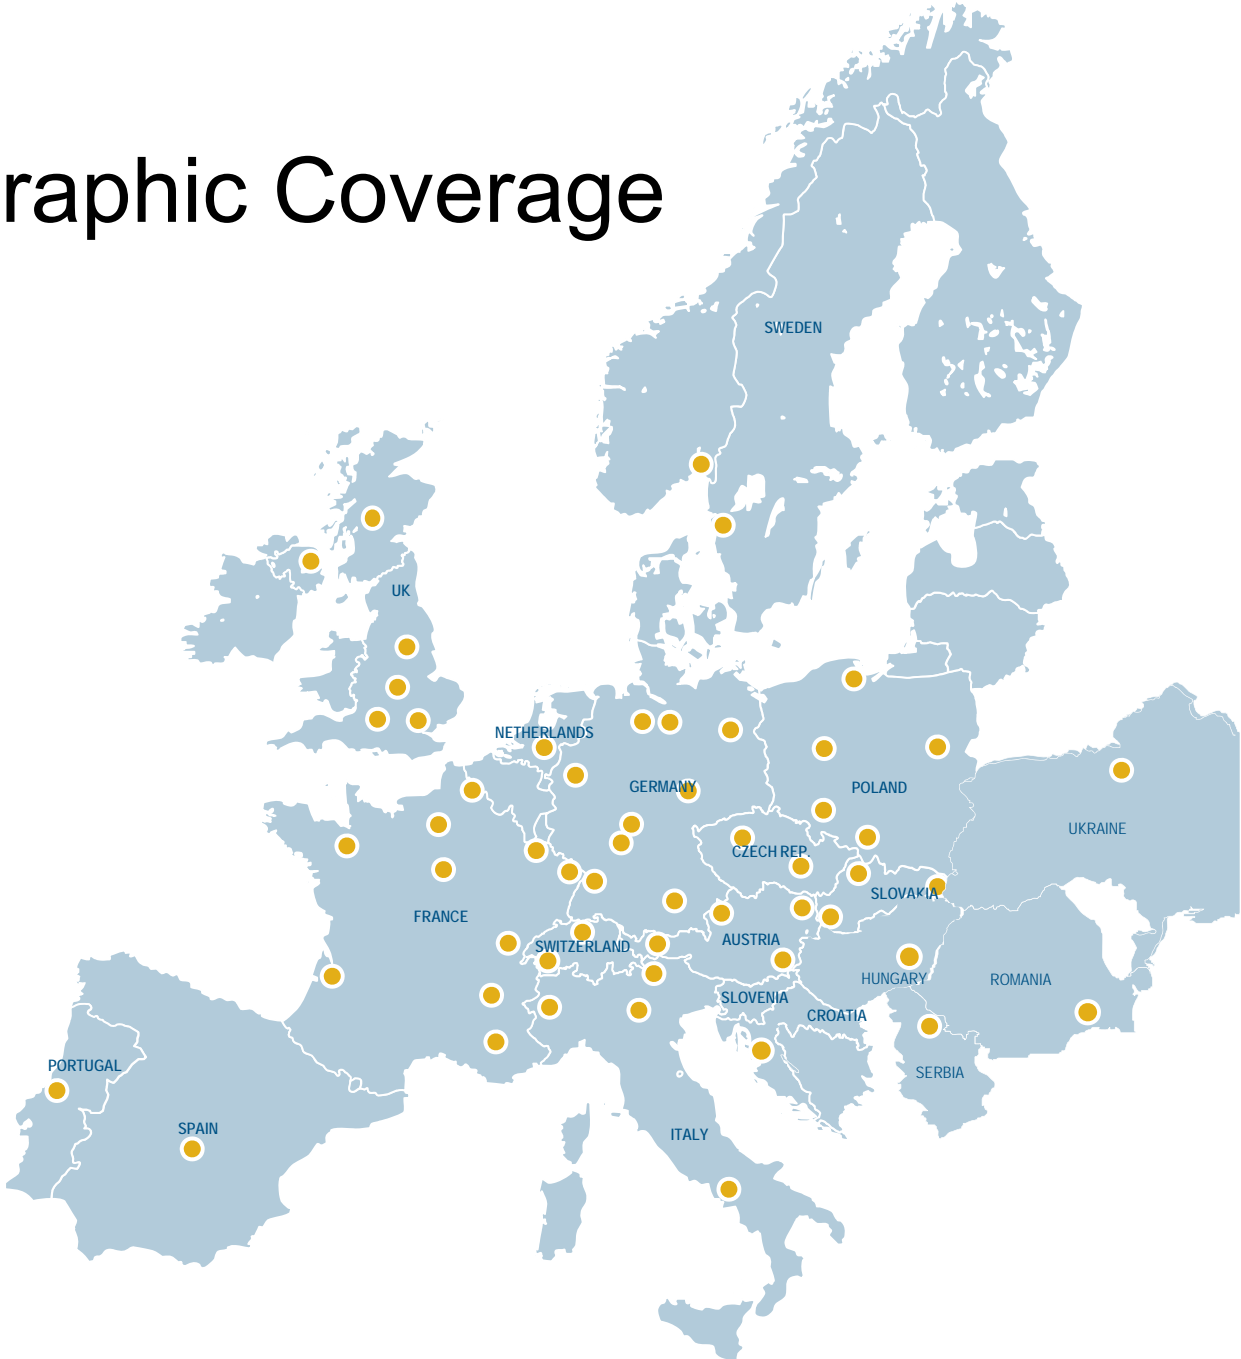 raphic Coverage
SWEDEN
UK
NETHERLANDS
GERMANY
POLAND
UKRAINE
CZECH REP.
SLOVAKIA
FRANCE
SWITZERLAND
AUSTRIA
HUNGARY
ROMANIA
SLOVENIA
CROATIA
PORTUGAL
SERBIA
SPAIN
ITALY